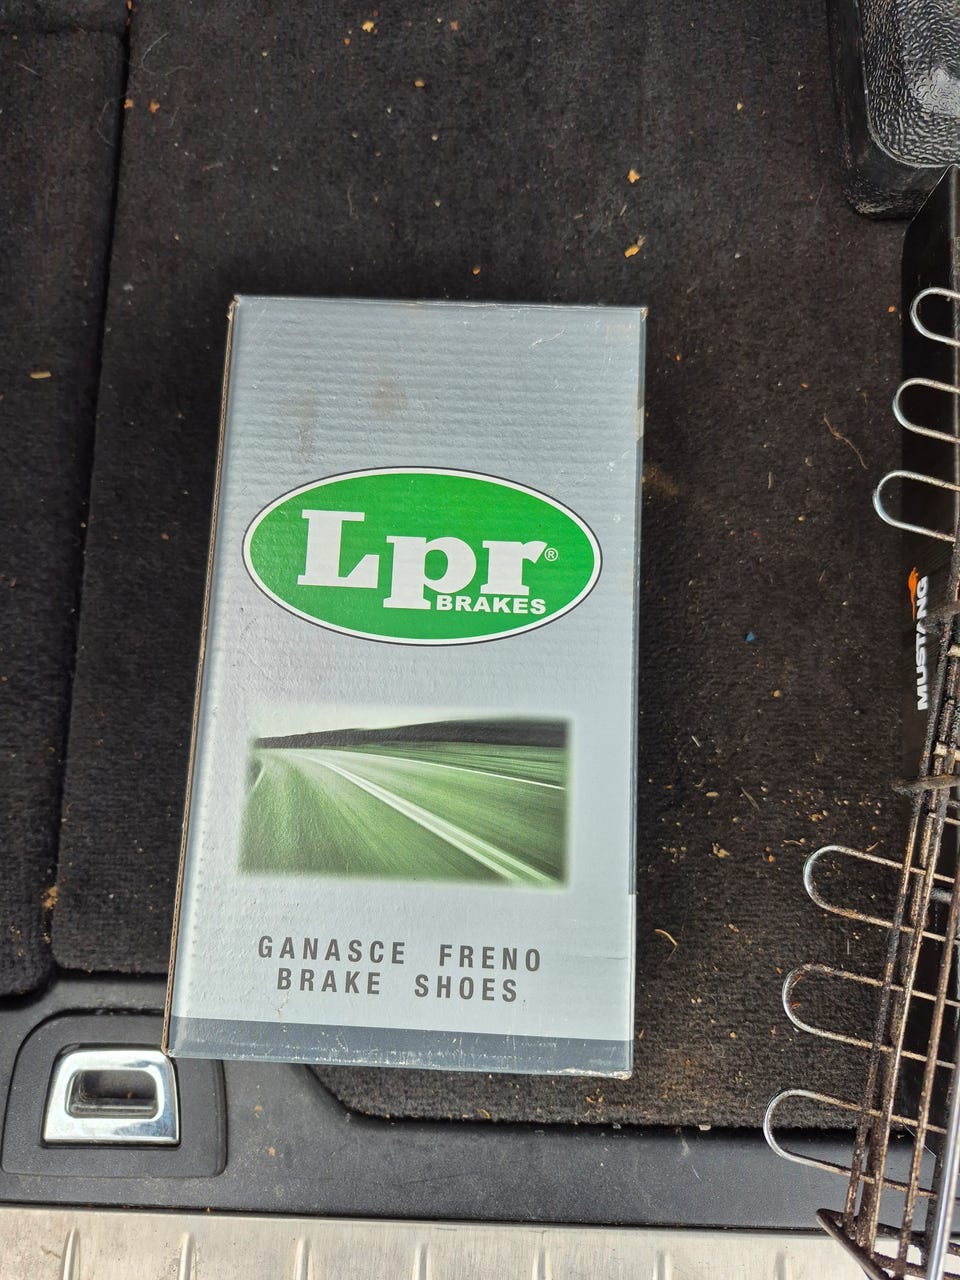 Lpr®
BRAKES
GANASCE FRENO
BRAKE SHOES
MUSTANG